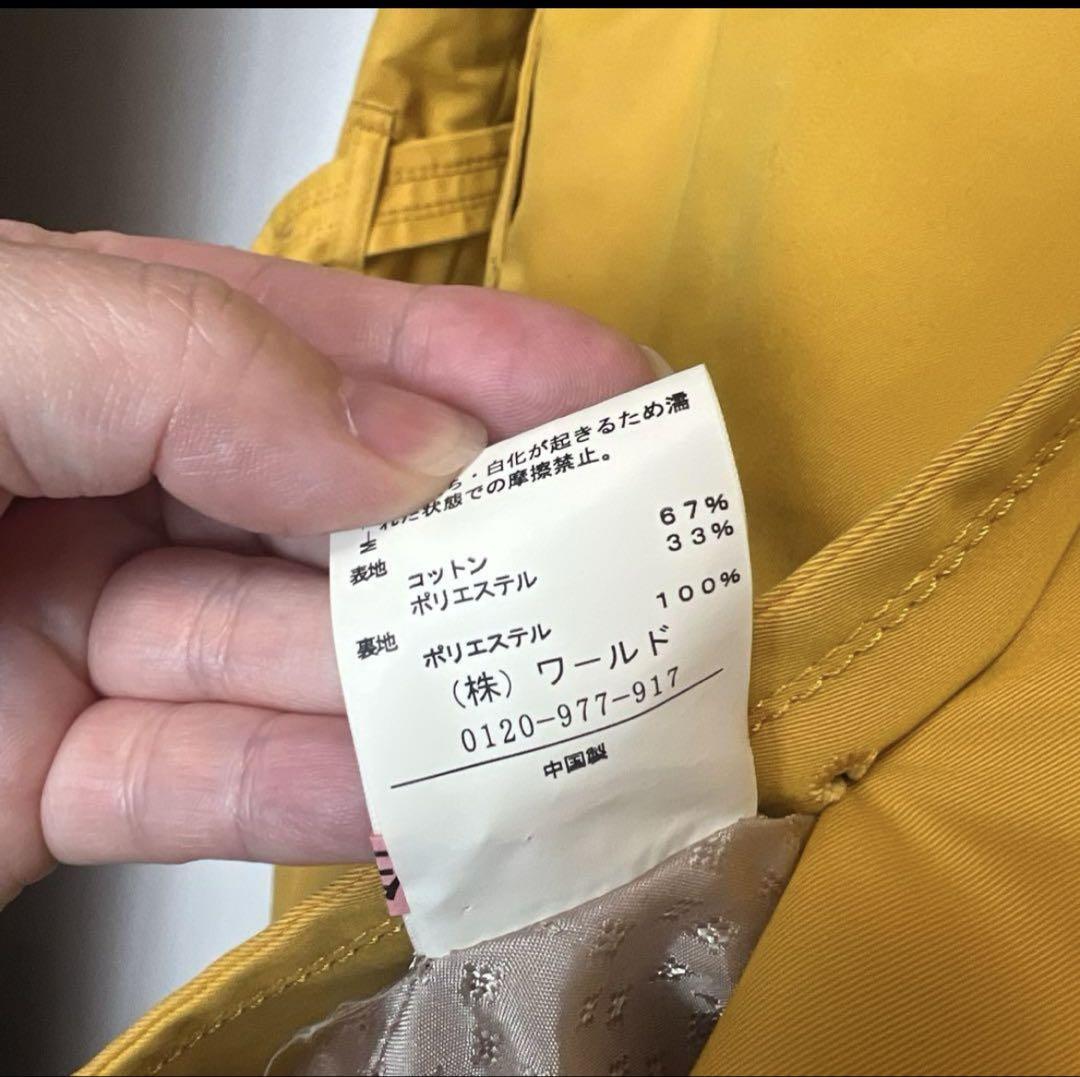 ・白化が起きるため濡
れた状態での摩擦禁止。
表地 コットン 67%
ポリエステル 33%
裏地 ポリエステル 100%
(株) ワールド
0120-977-917
中国製